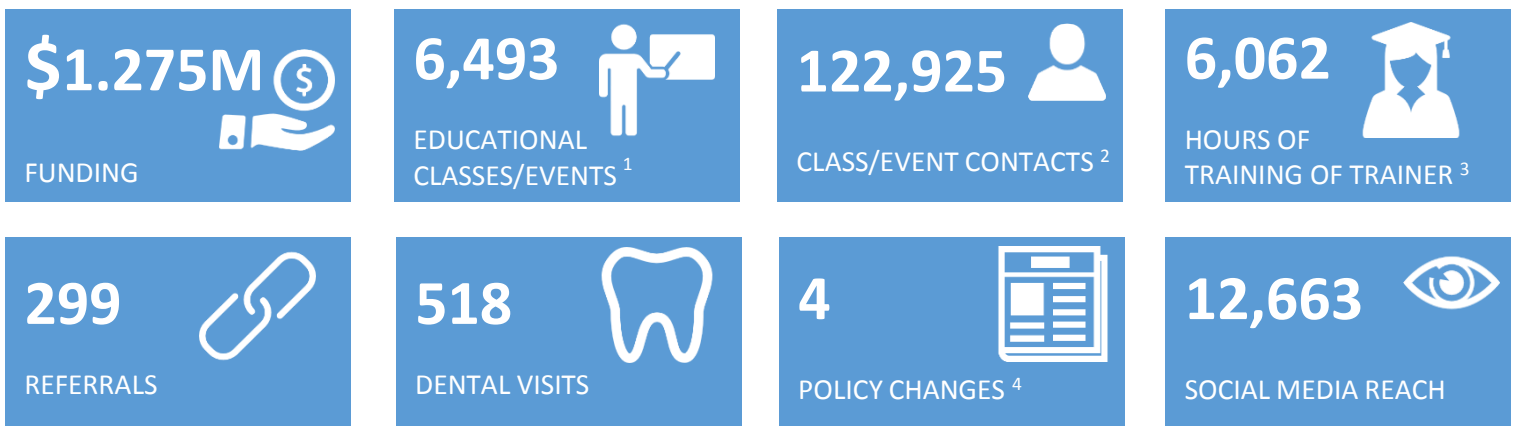 $1.275M
$
FUNDING
6,493
EDUCATIONAL
CLASSES/EVENTS 1
122,925
CLASS/EVENT CONTACTS 2
6,062
HOURS OF
TRAINING OF TRAINER 3
299
REFERRALS
518
DENTAL VISITS
4
POLICY CHANGES 4
12,663
SOCIAL MEDIA REACH